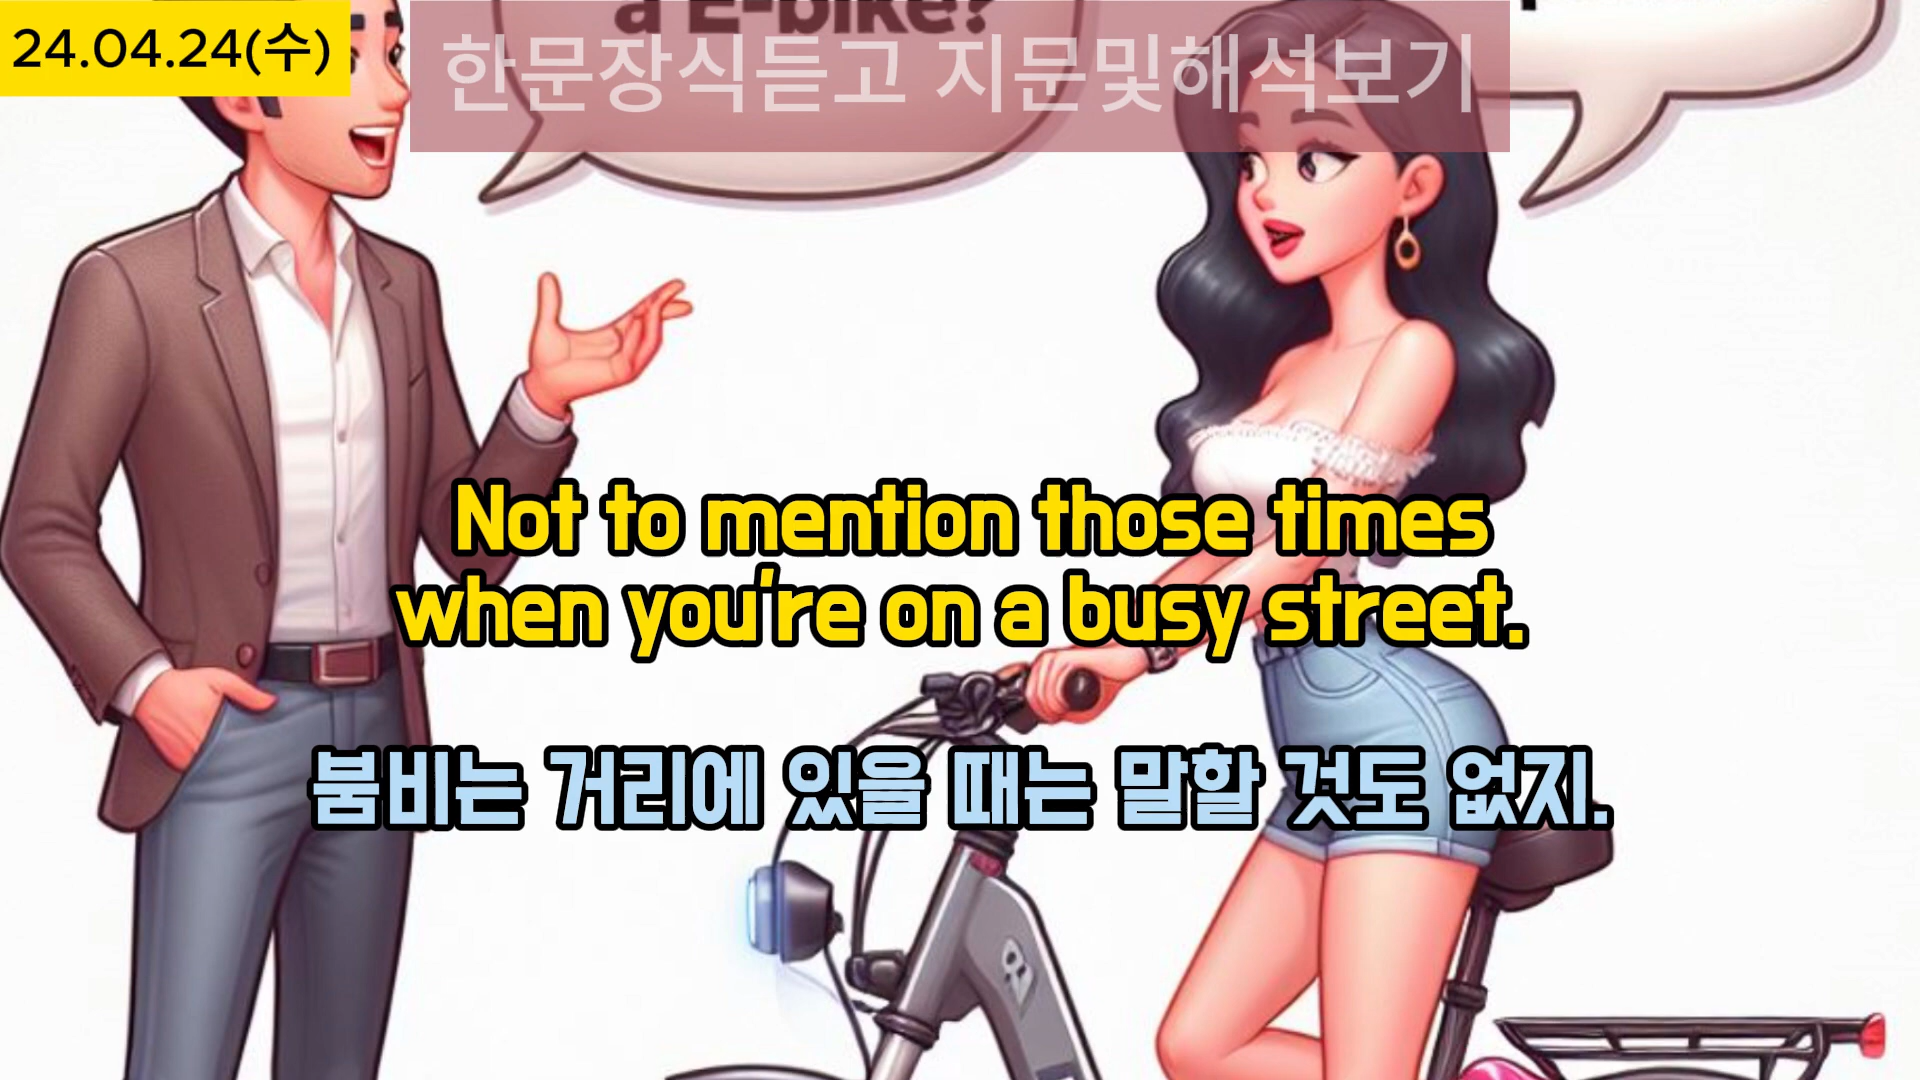 a E-bike?
24.04.24(수)
한문장식듣고 지문및해석보기
Not to mention those times
when you're on a busy street.
붐비는 거리에 있을 때는 말할 것도 없지.